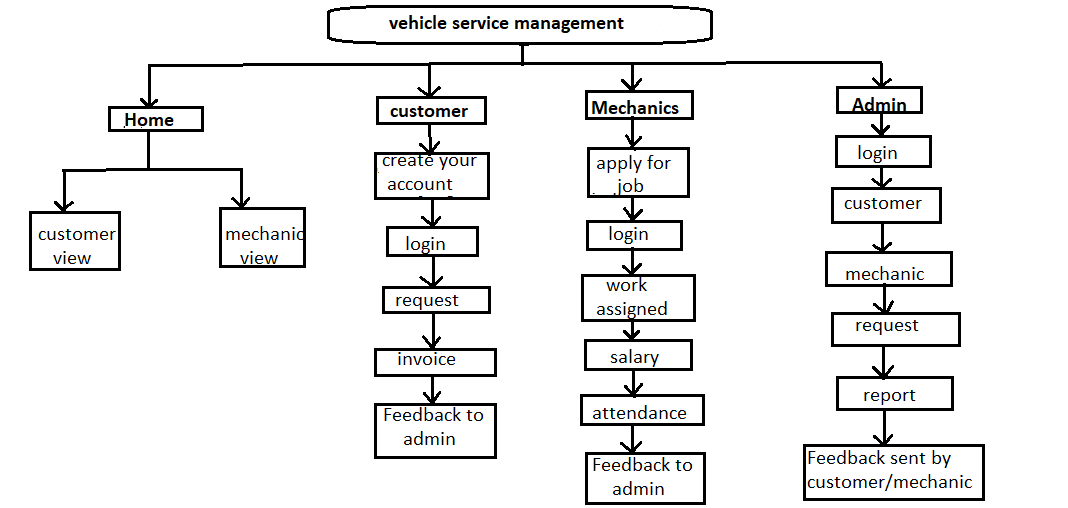 vehicle service management
Home
customer
view
mechanic
view
customer
create your
account
login
request
invoice
Feedback to
admin
Mechanics
apply for
job
login
work
assigned
salary
attendance
Feedback to
admin
Admin
login
customer
mechanic
request
report
Feedback sent by
customer/mechanic